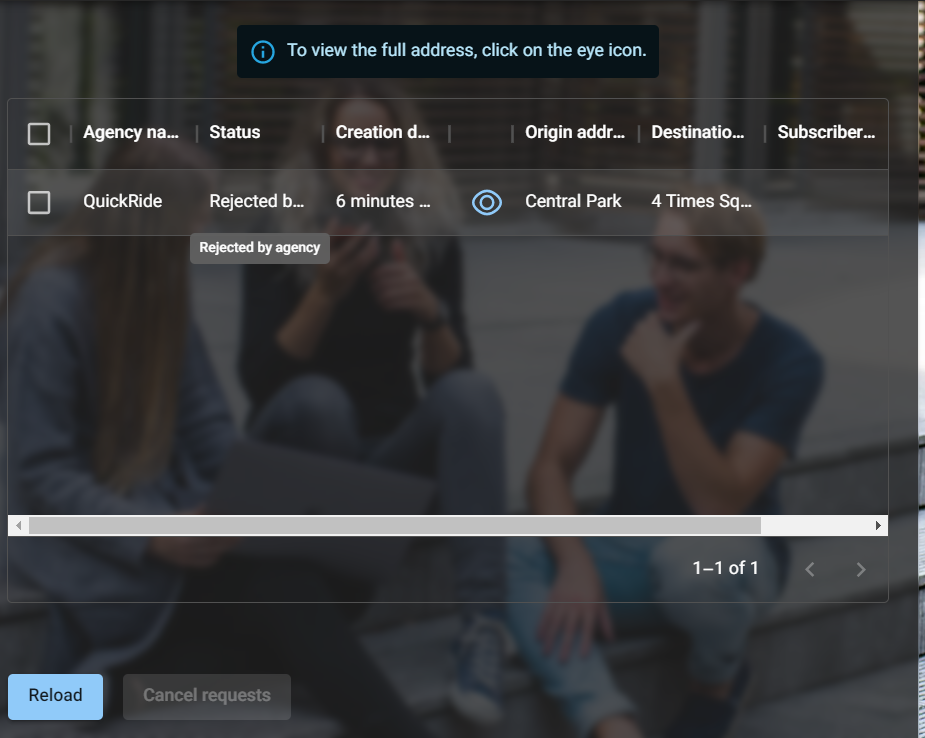 To view the full address, click on the eye icon.
Agency na... Status Creation d... Origin addr... Destinatio... Subscriber...
QuickRide Rejected b... 6 minutes ... Central Park 4 Times Sq...
Rejected by agency
1–1 of 1
Reload Cancel requests